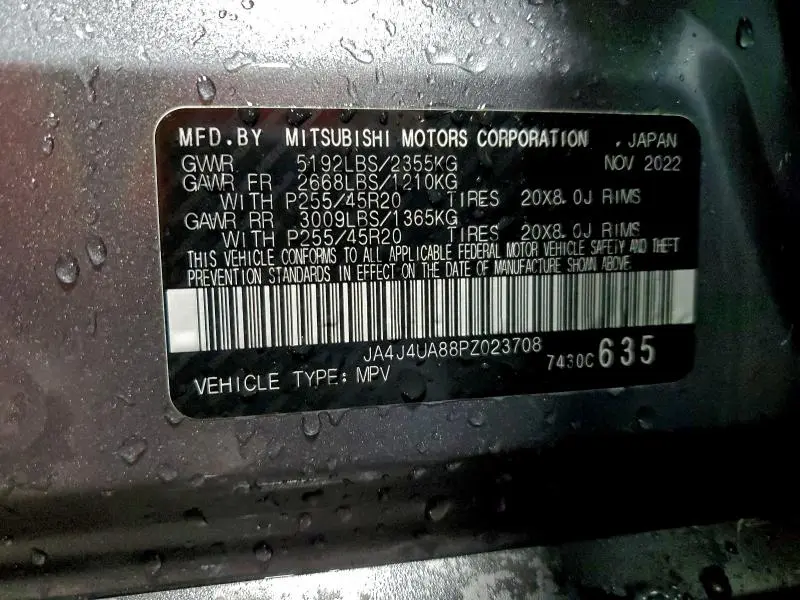 MFD.BY MITSUBISHI MOTORS CORPORATION , JAPAN
GVWR 5192LBS/2355KG NOV 2022
GAWR FR 2668LBS/1210KG
WITH P255/45R20 TIRES 20X8.0J RIMS
GAWR RR 3009LBS/1365KG
WITH P255/45R20 TIRES 20X8.0J RIMS
THIS VEHICLE CONFORMS TO ALL APPLICABLE FEDERAL MOTOR VEHICLE SAFETY AND THEFT
PREVENTION STANDARDS IN EFFECT ON THE DATE OF MANUFACTURE SHOWN ABOVE
JA4J4UA88PZ023708
VEHICLE TYPE: MPV 7430C 635